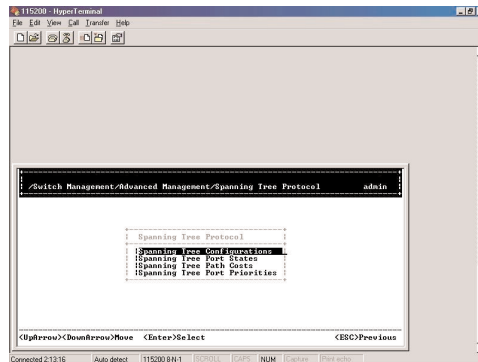 115200 - HyperTerminal
File Edit View Call Transfer Help
/Switch Management/Advanced Management/Spanning Tree Protocol admin
Spanning Tree Protocol
Spanning Tree Configurations
Spanning Tree Port States
Spanning Tree Path Costs
Spanning Tree Port Priorities
<UpArrow><DownArrow>Move <Enter>Select <ESC>Previous
Connected 2:13:16 Auto detect 115200 8-N-1 SCROLL CAPS NUM Capture Print echo